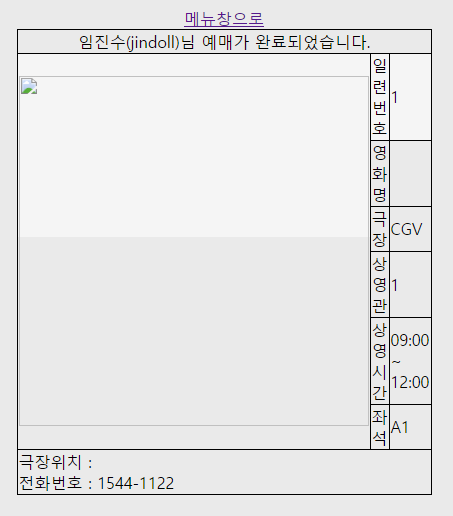 메뉴창으로
임진수(jindoll)님 예매가 완료되었습니다.
일
련
번
호
1
영
화
명
극
장
CGV
상
영
관
1
상
영
시
간
09:00
~
12:00
좌
석
A1
극장위치 :
전화번호 : 1544-1122